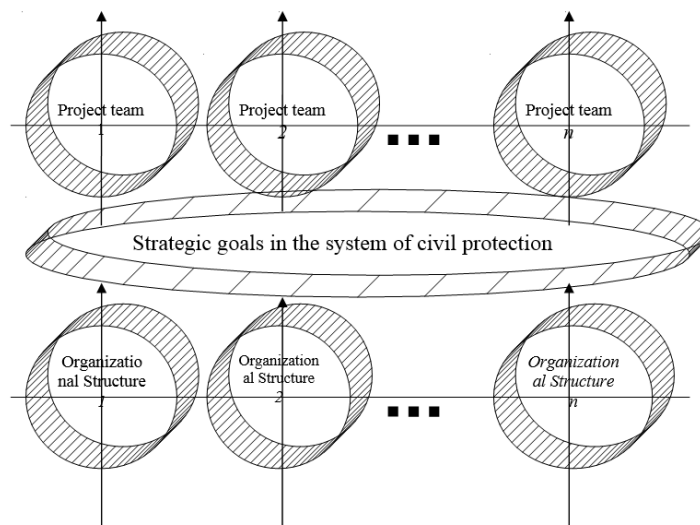 Project team
1
Project team
2
Project team
n
Strategic goals in the system of civil protection
Organizatio
nal Structure
1
Organization
al Structure
2
Organization
al Structure
n